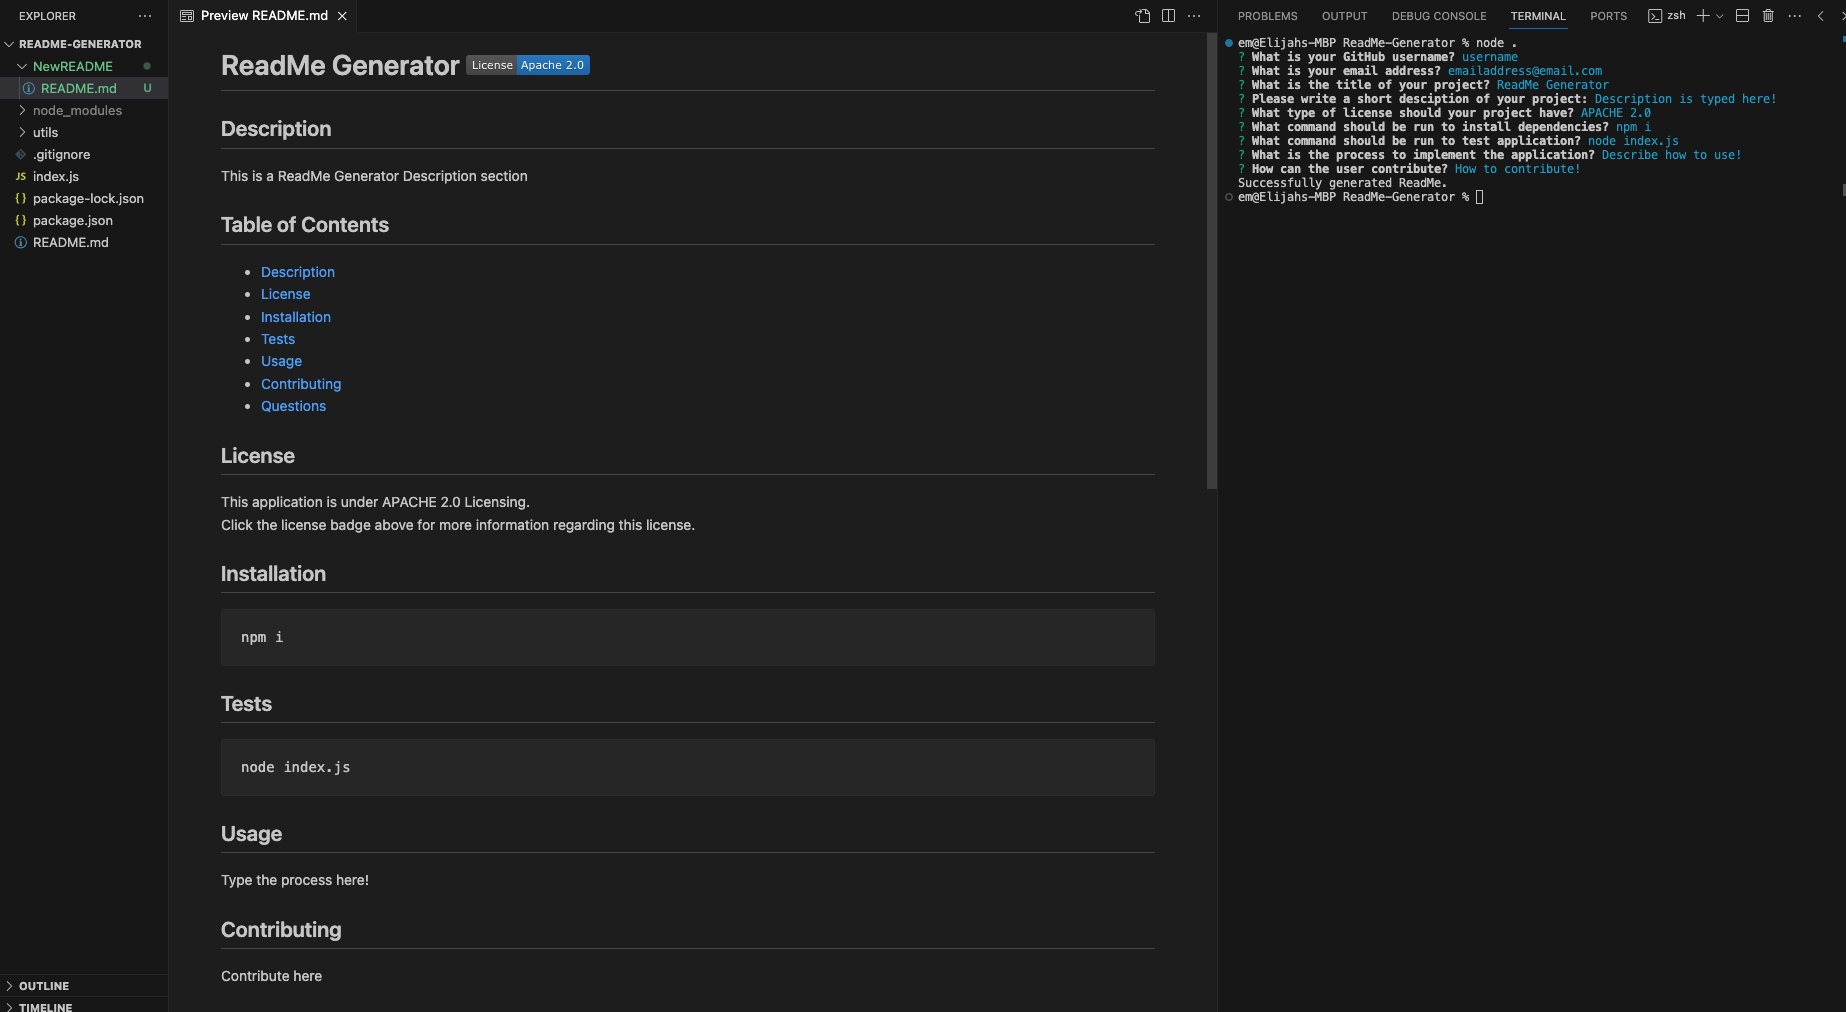 EXPLORER
README-GENERATOR
NewREADME
README.md U
node_modules
utils
.gitignore
JS index.js
{} package-lock.json
{} package.json
README.md
OUTLINE
TIMELINE
Preview README.md
ReadMe Generator License Apache 2.0
Description
This is a ReadMe Generator Description section
Table of Contents
• Description
• License
• Installation
• Tests
• Usage
• Contributing
• Questions
License
This application is under APACHE 2.0 Licensing.
Click the license badge above for more information regarding this license.
Installation
npm i
Tests
node index.js
Usage
Type the process here!
Contributing
Contribute here
PROBLEMS OUTPUT DEBUG CONSOLE TERMINAL PORTS zsh
em@Elijahs-MBP ReadMe-Generator % node .
? What is your GitHub username? username
? What is your email address? emailaddress@email.com
? What is the title of your project? ReadMe Generator
? Please write a short desciption of your project: Description is typed here!
? What type of license should your project have? APACHE 2.0
? What command should be run to install dependencies? npm i
? What command should be run to test application? node index.js
? What is the process to implement the application? Describe how to use!
? How can the user contribute? How to contribute!
Successfully generated ReadMe.
em@Elijahs-MBP ReadMe-Generator %